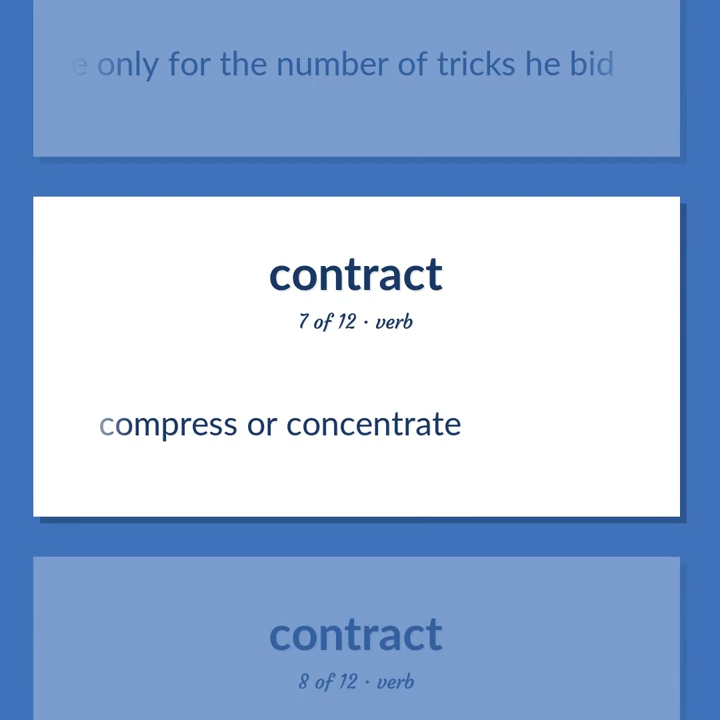 e only for the number of tricks he bid
contract
7 of 12 · verb
compress or concentrate
contract
8 of 12 · verb